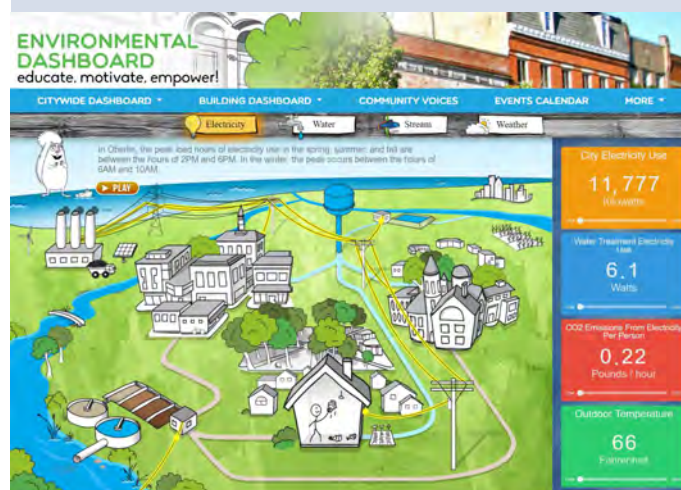 ENVIRONMENTAL
DASHBOARD
educate. motivate. empower!
CITYWIDE DASHBOARD
BUILDING DASHBOARD
COMMUNITY VOICES
EVENTS CALENDAR
MORE
Electricity
Water
Stream
Weather
In Oberlin, the peak load hours of electricity use in the spring, summer, and fall are
between the hours of 2PM and 6PM. In the winter, the peak occurs between the hours of
6AM and 10AM.
PLAY
City Electricity Use
11,777
Kilowatts
Water Treatment Electricity
Use
6.1
Watts
CO2 Emissions From Electricity
Per Person
0.22
Pounds / hour
Outdoor Temperature
66
Fahrenheit